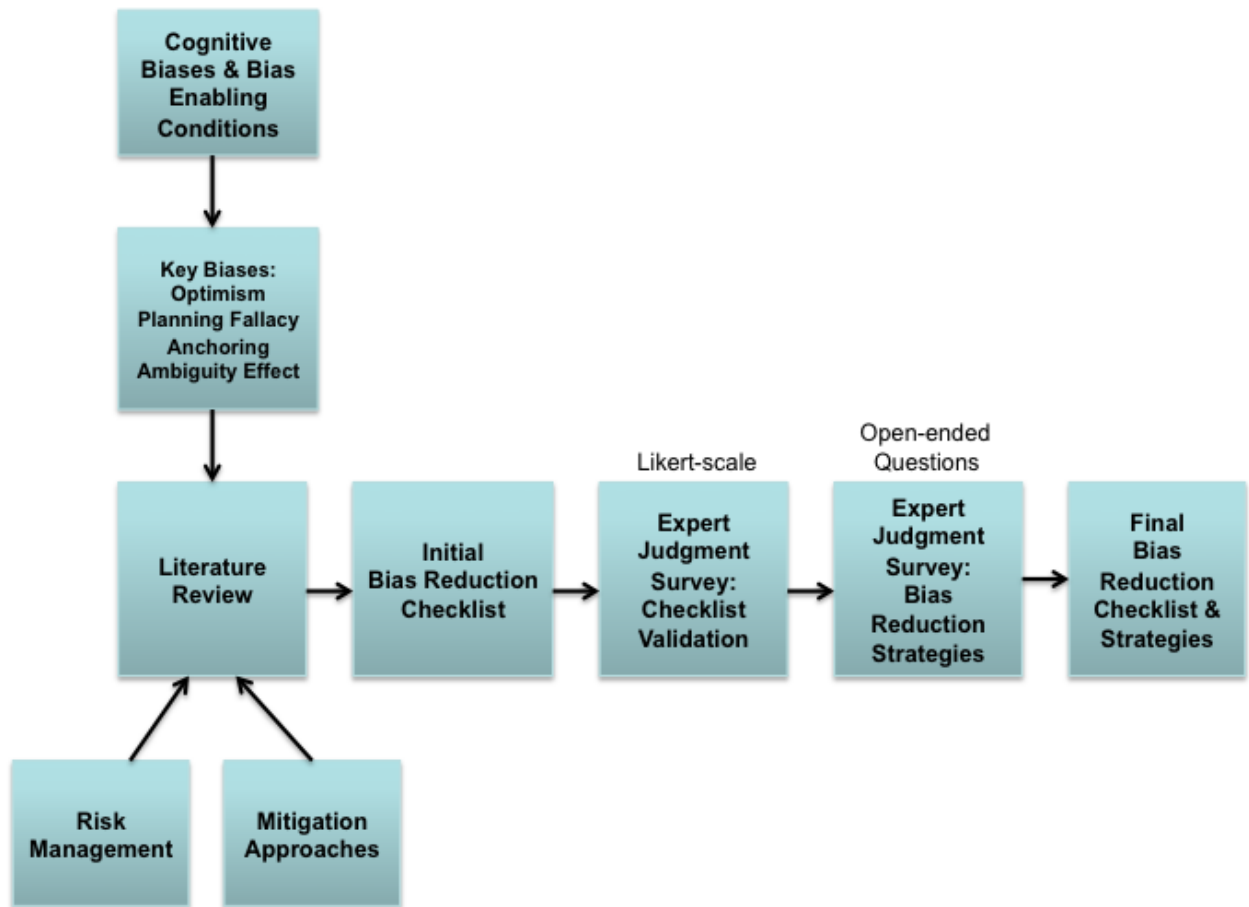 Cognitive
Biases & Bias
Enabling
Conditions
Key Biases:
Optimism
Planning Fallacy
Anchoring
Ambiguity Effect
Literature
Review
Initial
Bias Reduction
Checklist
Likert-scale
Expert
Judgment
Survey:
Checklist
Validation
Open-ended
Questions
Expert
Judgment
Survey:
Bias
Reduction
Strategies
Final
Bias
Reduction
Checklist &
Strategies
Risk
Management
Mitigation
Approaches